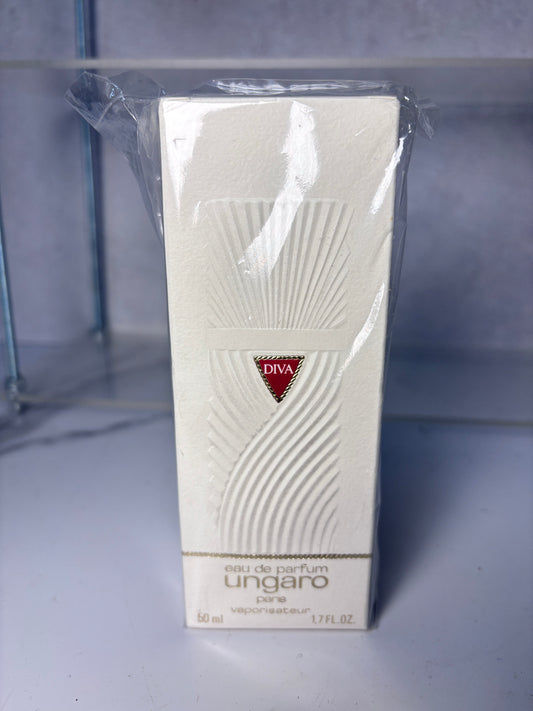 DIVA
eau de parfum
ungaro
paris
vaporisateur
50 ml 1,7 FL.OZ.